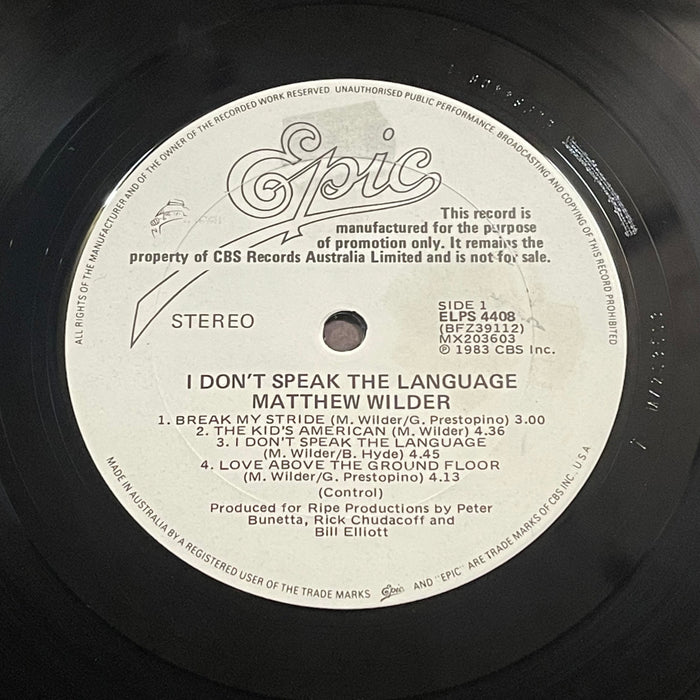 ALL RIGHTS OF THE MANUFACTURER AND OF THE OWNER OF THE RECORDED WORK RESERVED. UNAUTHORISED PUBLIC PERFORMANCE, BROADCASTING AND COPYING OF THIS RECORD PROHIBITED
Epic
This record is
manufactured for the purpose
of promotion only. It remains the
property of CBS Records Australia Limited and is not for sale.
STEREO
SIDE 1
ELPS 4408
(BFZ39112)
MX203603
℗ 1983 CBS Inc.
I DON'T SPEAK THE LANGUAGE
MATTHEW WILDER
1. BREAK MY STRIDE (M. Wilder/G. Prestopino) 3.00
2. THE KID'S AMERICAN (M. Wilder) 4.36
3. I DON'T SPEAK THE LANGUAGE
(M. Wilder/B. Hyde) 4.45
4. LOVE ABOVE THE GROUND FLOOR
(M. Wilder/G. Prestopino) 4.13
(Control)
Produced for Ripe Productions by Peter
Bunetta, Rick Chudacoff and
Bill Elliott
MADE IN AUSTRALIA BY A REGISTERED USER OF THE TRADE MARKS Epic AND "EPIC" ARE TRADE MARKS OF CBS INC. U.S.A